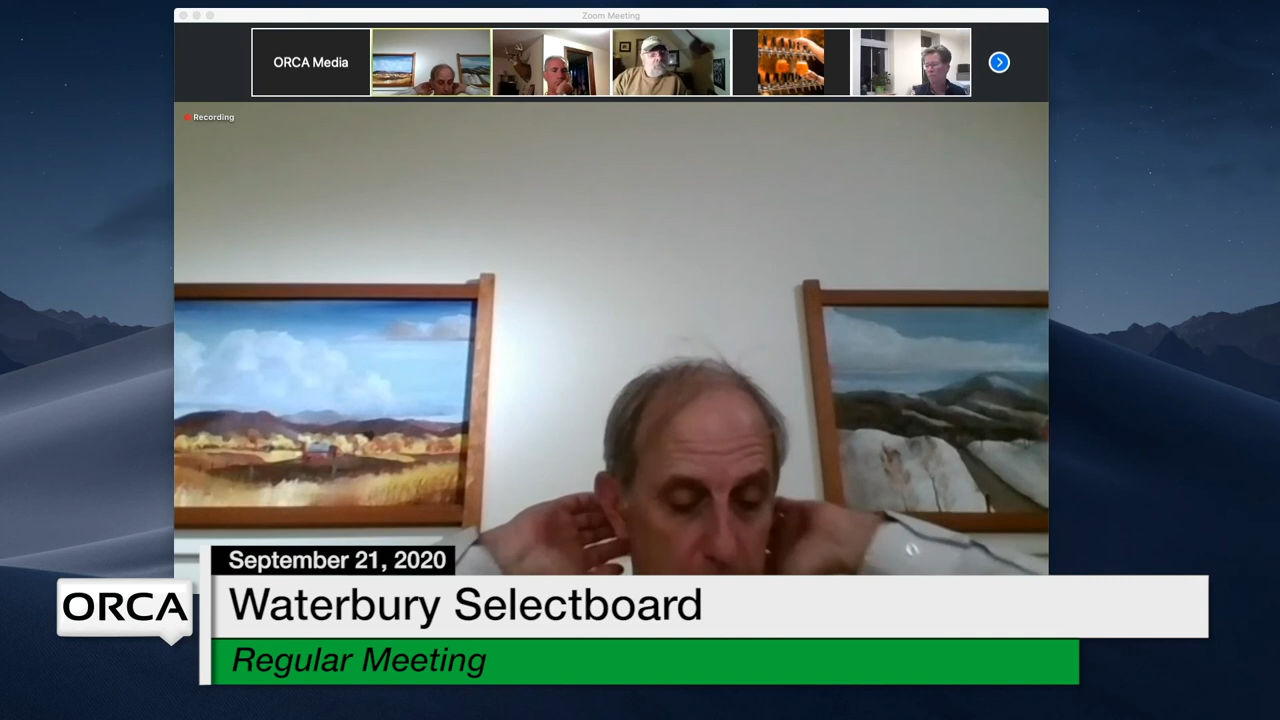 Zoom Meeting
ORCA Media
Recording
September 21, 2020
ORCA
Waterbury Selectboard
Regular Meeting